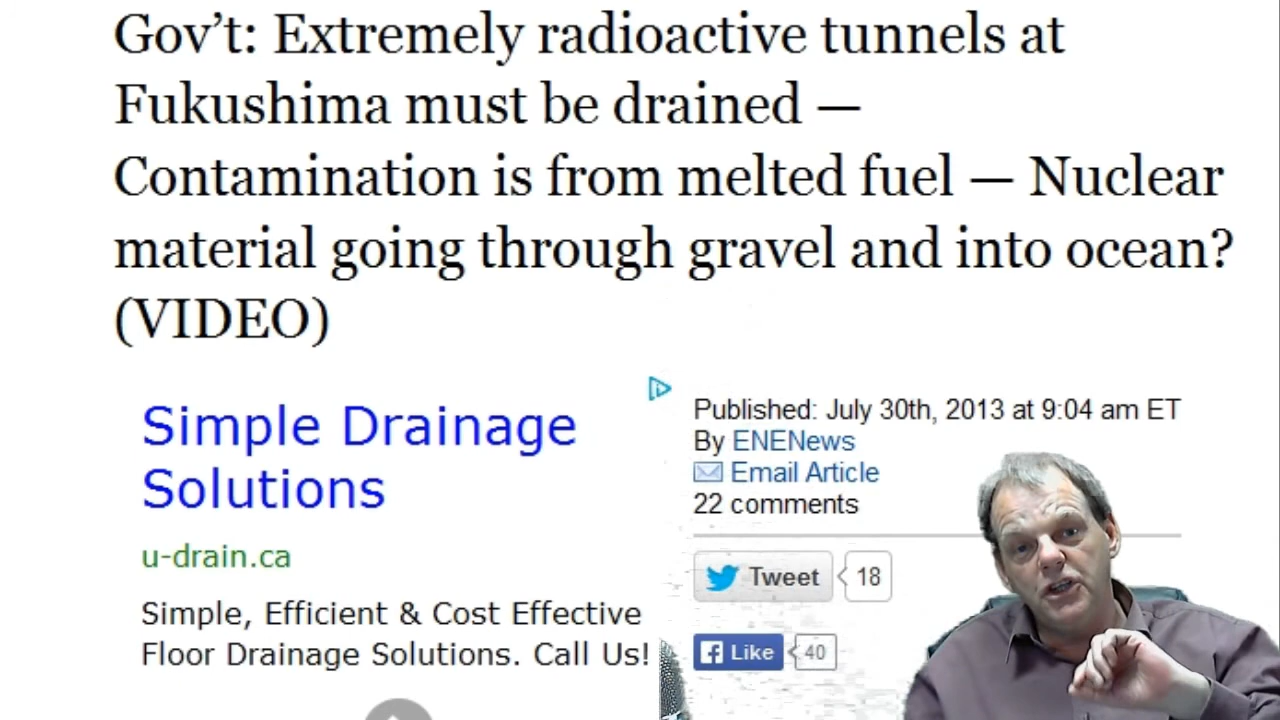 Gov’t: Extremely radioactive tunnels at
Fukushima must be drained —
Contamination is from melted fuel — Nuclear
material going through gravel and into ocean?
(VIDEO)
Simple Drainage
Solutions
u-drain.ca
Simple, Efficient & Cost Effective
Floor Drainage Solutions. Call Us!
Published: July 30th, 2013 at 9:04 am ET
By ENENews
Email Article
22 comments
Tweet 18
Like 40